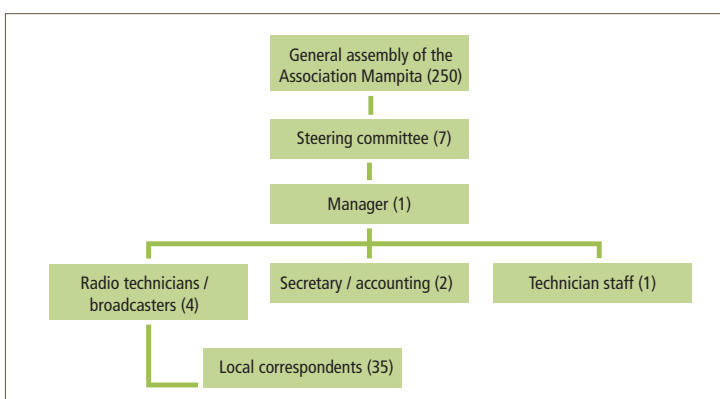 General assembly of the
Association Mampita (250)
Steering committee (7)
Manager (1)
Radio technicians /
broadcasters (4)
Secretary / accounting (2)
Technician staff (1)
Local correspondents (35)